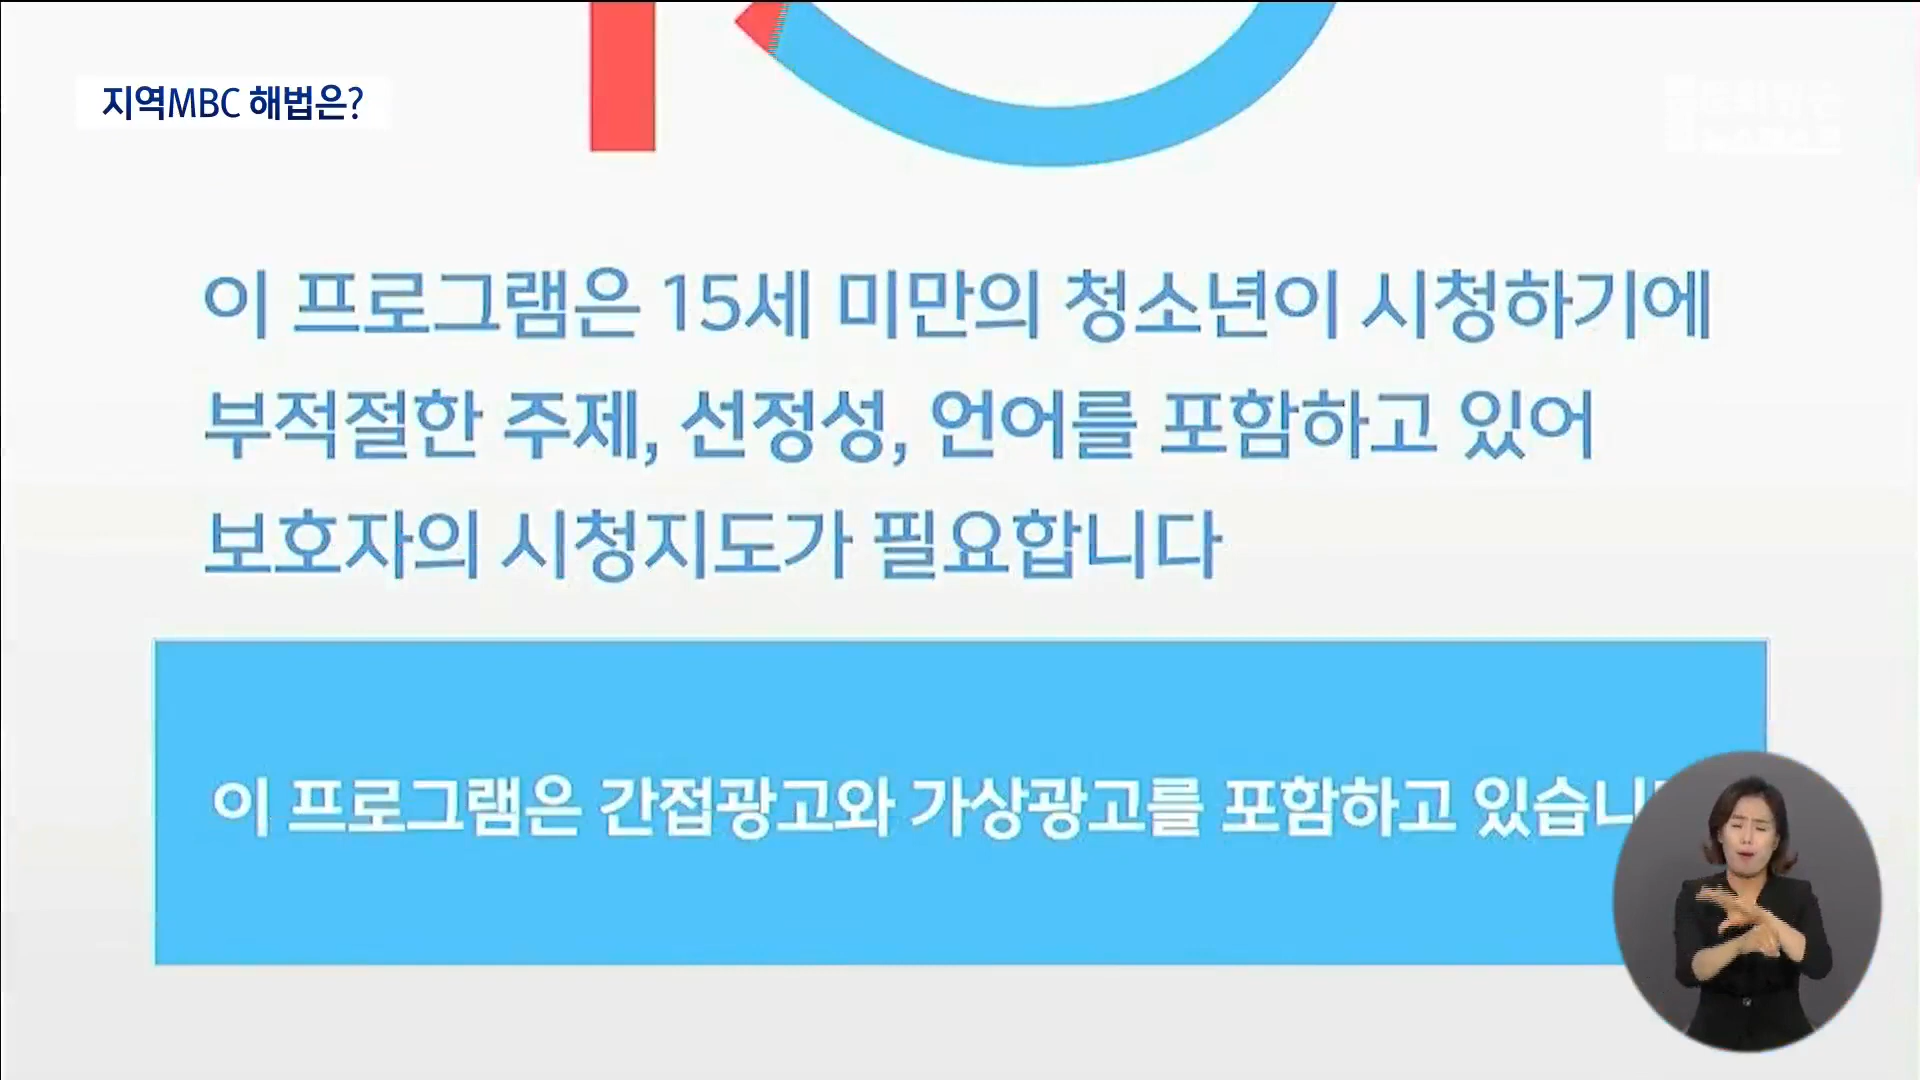 지역MBC 해법은?
이 프로그램은 15세 미만의 청소년이 시청하기에
부적절한 주제, 선정성, 언어를 포함하고 있어
보호자의 시청지도가 필요합니다
이 프로그램은 간접광고와 가상광고를 포함하고